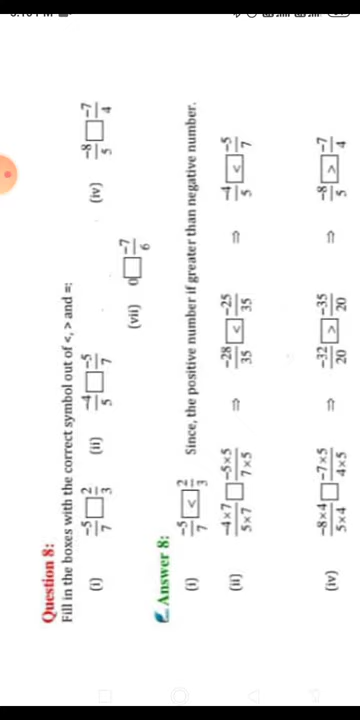 Question 8:
Fill in the boxes with the correct symbol out of <, > and =:
(i) -5/7 □ 2/3 (ii) -4/5 □ -5/7 (iv) -8/5 □ -7/4
(vii) 0 □ -7/6
Answer 8:
(i) -5/7 [<] 2/3 Since, the positive number if greater than negative number.
(ii) -4×7/5×7 □ -5×5/7×5 ⇒ -28/35 [<] -25/35 ⇒ -4/5 [<] -5/7
(iv) -8×4/5×4 □ -7×5/4×5 ⇒ -32/20 [>] -35/20 ⇒ -8/5 [>] -7/4